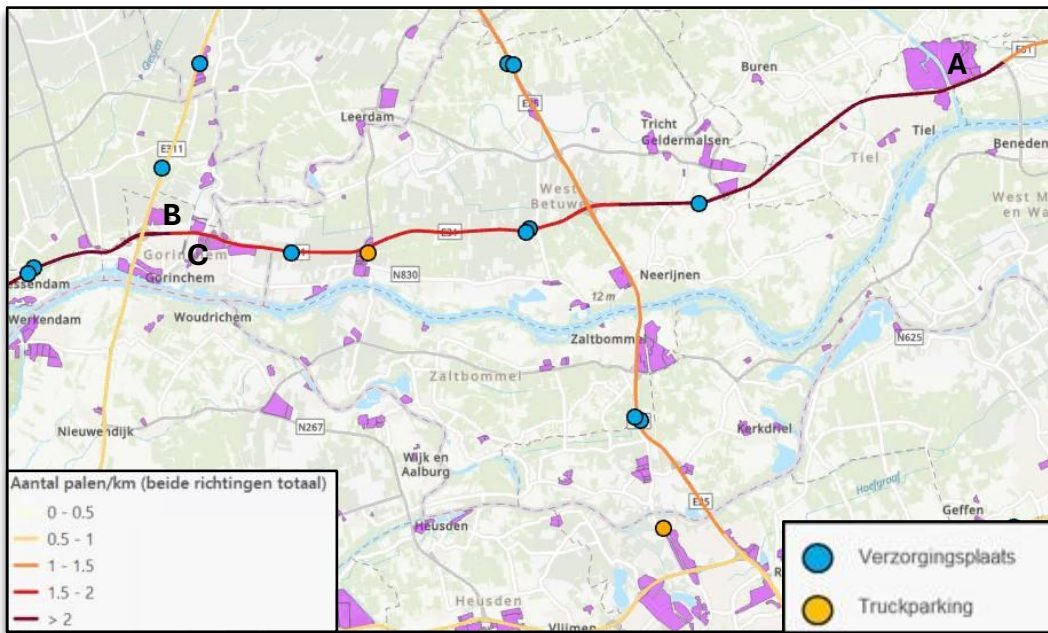 A
E31
Buren
Giessen
Leerdam
Tricht
Geldermalsen
Tiel
Tiel
Beneden
E311
West
Betuwe
West M
en Wa
B
E31
C
Gorinchem
Gorinchem
N830
Neerijnen
essendam
12 m
Werkendam
Woudrichem
Zaltbomme
N625
Zaltbommel
Nieuwendijk
N267
Kerkdriel
Wijk en
Aalburg
Hoefgraaf
E25
Geffen
Heusden
Heusden
Vlijmen
R
Aantal palen/km (beide richtingen totaal)
0 - 0.5
0.5 - 1
1 - 1.5
1.5 - 2
> 2
Verzorgingsplaats
Truckparking